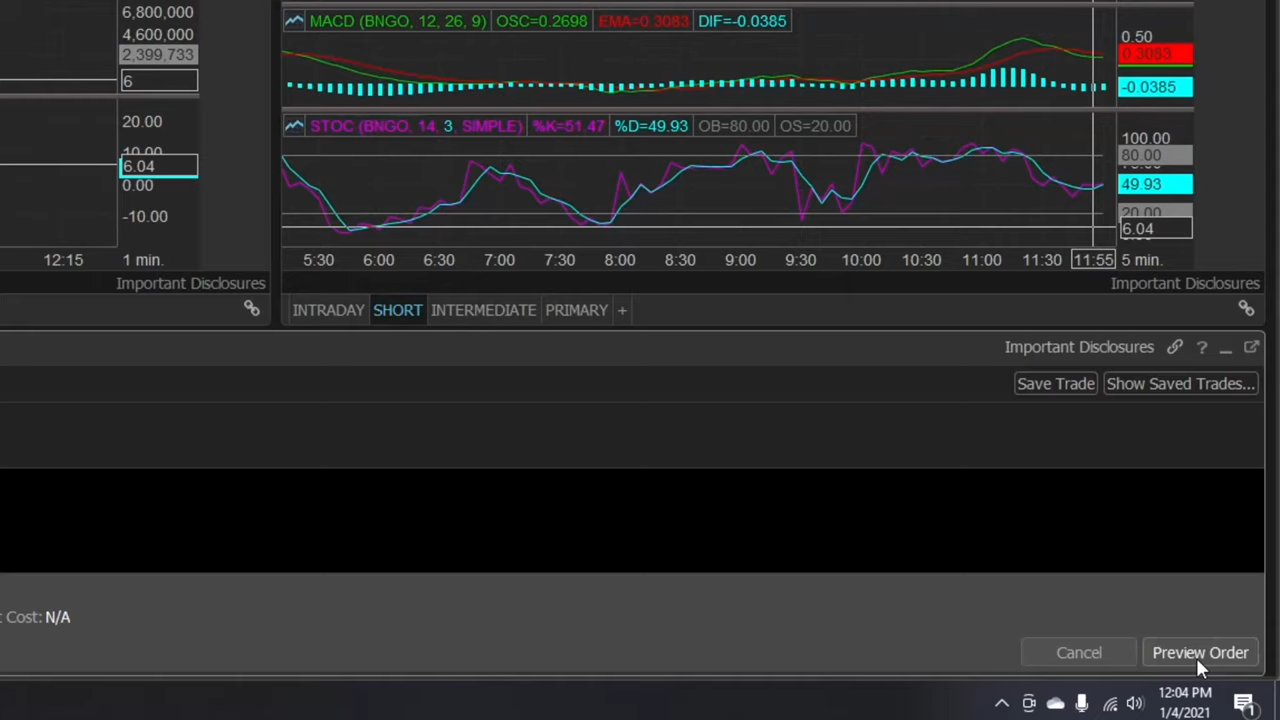 6,800,000
4,600,000
2,399,733
6
20.00
10.00
6.04
0.00
-10.00
12:15 1 min.
Important Disclosures
MACD (BNGO, 12, 26, 9) OSC=0.2698 EMA=0.3083 DIF=-0.0385
0.50
0.3083
-0.0385
STOC (BNGO, 14, 3, SIMPLE) %K=51.47 %D=49.93 OB=80.00 OS=20.00
100.00
80.00
49.93
20.00
6.04
5:30 6:00 6:30 7:00 7:30 8:00 8:30 9:00 9:30 10:00 10:30 11:00 11:30 11:55 5 min.
Important Disclosures
INTRADAY SHORT INTERMEDIATE PRIMARY +
Important Disclosures ?
Save Trade Show Saved Trades...
Cost: N/A
Cancel Preview Order
12:04 PM
1/4/2021
1